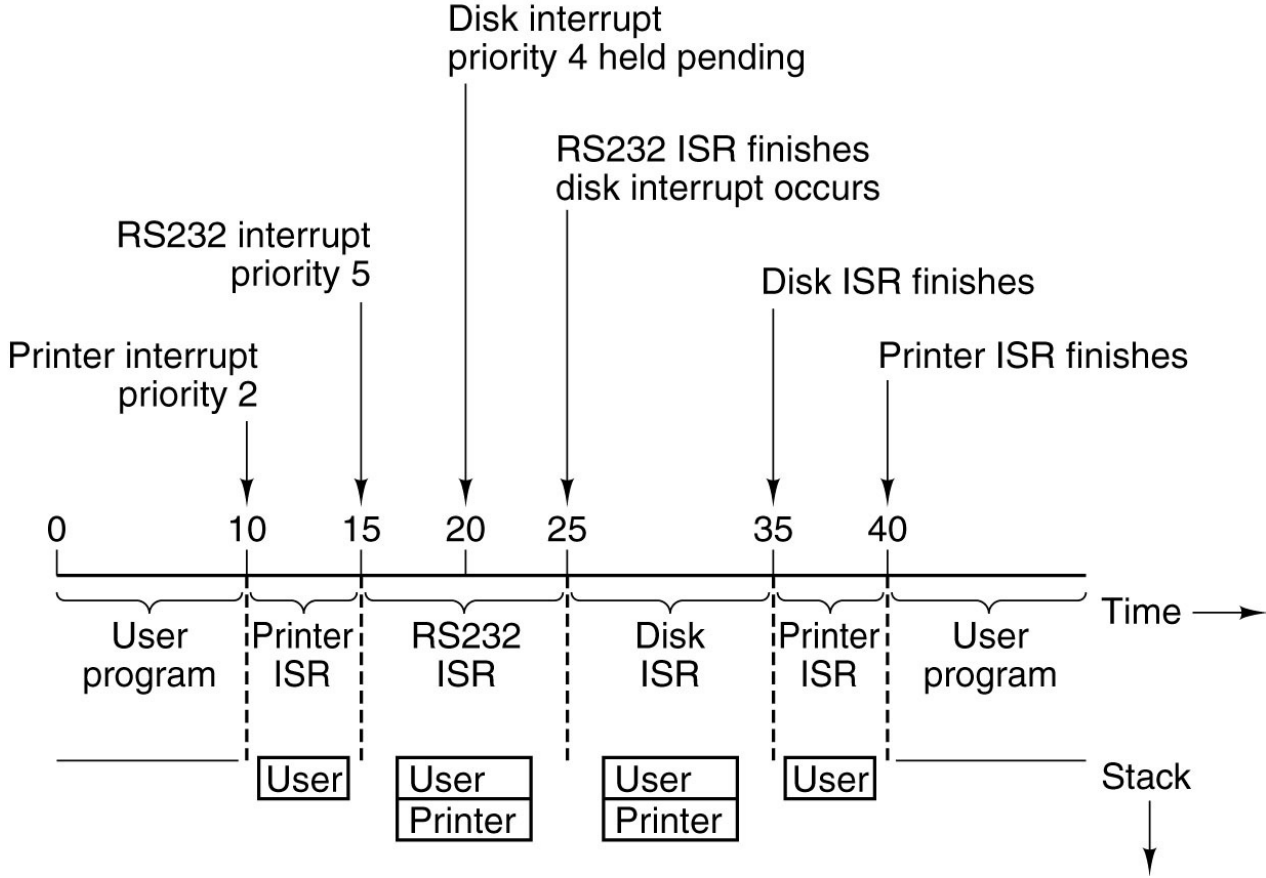 Disk interrupt
priority 4 held pending
RS232 ISR finishes
disk interrupt occurs
RS232 interrupt
priority 5
Disk ISR finishes
Printer interrupt
priority 2
Printer ISR finishes
0 10 15 20 25 35 40
Time
User
program
Printer
ISR
RS232
ISR
Disk
ISR
Printer
ISR
User
program
User
User
Printer
User
Printer
User
Stack